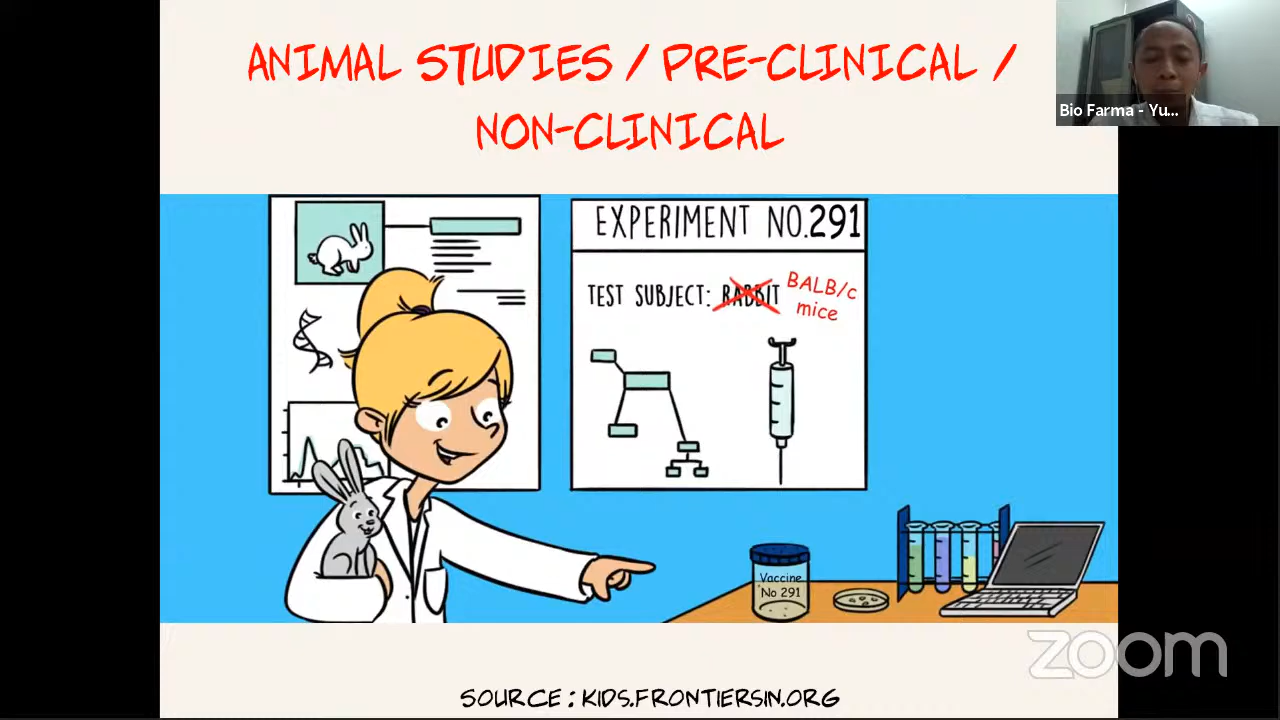 ANIMAL STUDIES / PRE-CLINICAL /
NON-CLINICAL
Bio Farma - Yu...
EXPERIMENT NO.291
TEST SUBJECT: RABBIT BALB/c
mice
Vaccine
No 291
zoom
SOURCE : KIDS.FRONTIERSIN.ORG